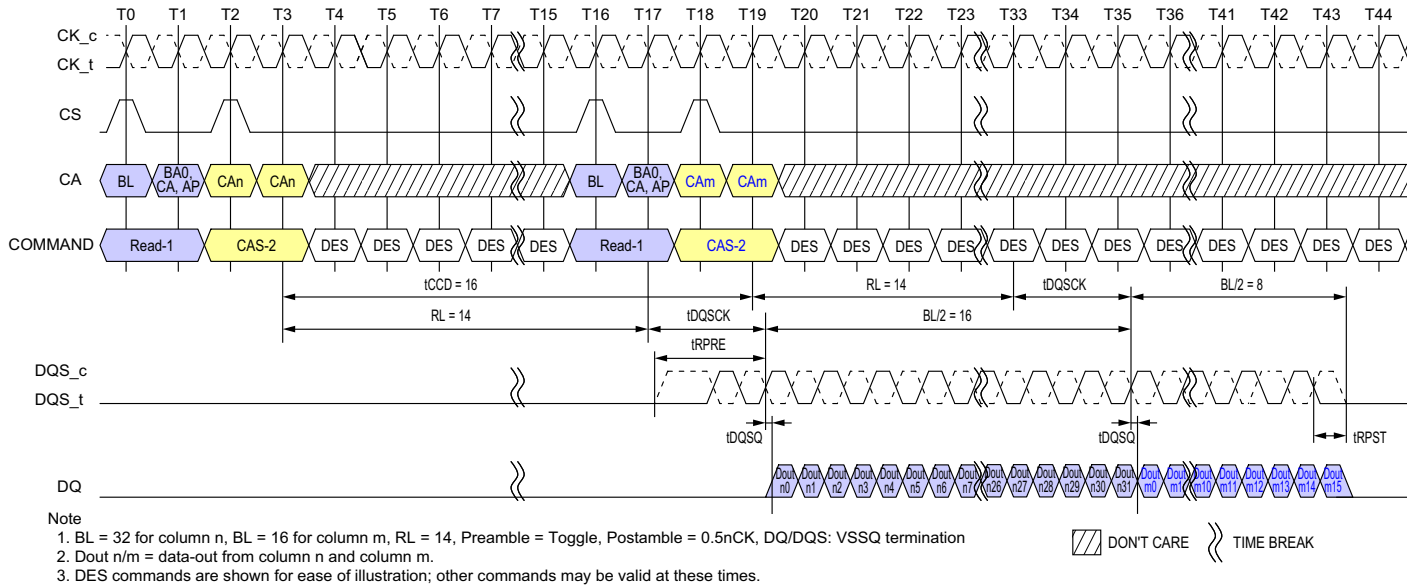 T0 T1 T2 T3 T4 T5 T6 T7 T15 T16 T17 T18 T19 T20 T21 T22 T23 T33 T34 T35 T36 T41 T42 T43 T44
CK_c
CK_t
CS
CA BL BA0, CA, AP CAn CAn BL BA0, CA, AP CAm CAm
COMMAND Read-1 CAS-2 DES DES DES DES DES Read-1 CAS-2 DES DES DES DES DES DES DES DES DES DES DES DES
tCCD = 16 RL = 14 tDQSCK BL/2 = 8
RL = 14 tDQSCK BL/2 = 16
tRPRE
DQS_c
DQS_t
tDQSQ tDQSQ tRPST
DQ Dout n0 Dout n1 Dout n2 Dout n3 Dout n4 Dout n5 Dout n6 Dout n7 Dout n26 Dout n27 Dout n28 Dout n29 Dout n30 Dout n31 Dout m0 Dout m1 Dout m10 Dout m11 Dout m12 Dout m13 Dout m14 Dout m15
Note
1. BL = 32 for column n, BL = 16 for column m, RL = 14, Preamble = Toggle, Postamble = 0.5nCK, DQ/DQS: VSSQ termination
2. Dout n/m = data-out from column n and column m.
3. DES commands are shown for ease of illustration; other commands may be valid at these times.
DON'T CARE TIME BREAK